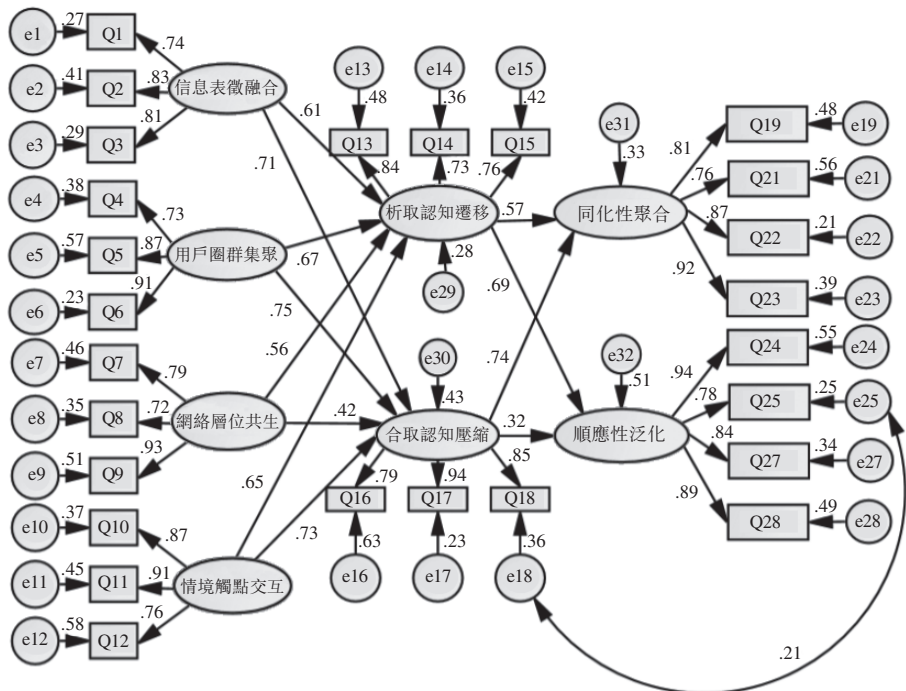 e1
.27
Q1
.74
e2
.41
Q2
.83
信息表徵融合
e3
.29
Q3
.81
e4
.38
Q4
.73
e5
.57
Q5
.87
用戶圈群集聚
e6
.23
Q6
.91
e7
.46
Q7
.79
e8
.35
Q8
.72
網絡層位共生
e9
.51
Q9
.93
e10
.37
Q10
.87
e11
.45
Q11
.91
情境觸點交互
e12
.58
Q12
.76
.61
.71
.67
.75
.56
.42
.65
.73
e13
e14
e15
.48
.36
.42
Q13
Q14
Q15
.84
.73
.76
析取認知遷移
.57
.28
e29
.69
e30
.43
.74
合取認知壓縮
.32
.79
.94
.85
Q16
Q17
Q18
.63
.23
.36
e16
e17
e18
e31
.33
同化性聚合
e32
.51
順應性泛化
.81
Q19
.48
e19
.76
Q21
.56
e21
.87
Q22
.21
e22
.92
Q23
.39
e23
.94
Q24
.55
e24
.78
Q25
.25
e25
.84
Q27
.34
e27
.89
Q28
.49
e28
.21